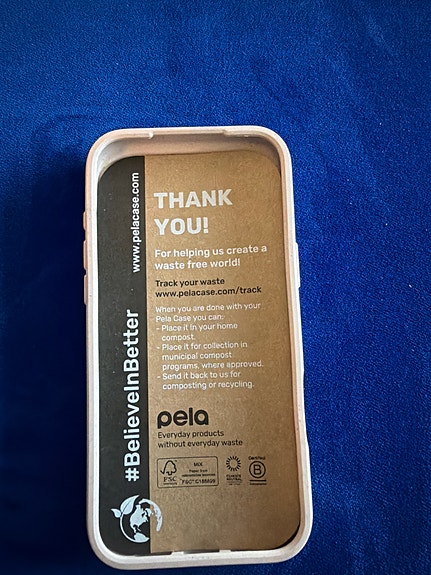 THANK
YOU!
For helping us create a
waste free world!
Track your waste
www.pelacase.com/track
When you are done with your
Pela Case you can:
- Place it in your home
compost.
- Place it for collection in
municipal compost
programs, where approved.
- Send it back to us for
composting or recycling.
pela
Everyday products
without everyday waste
FSC
MIX
Certified
B
#BelieveInBetter
www.pelacase.com